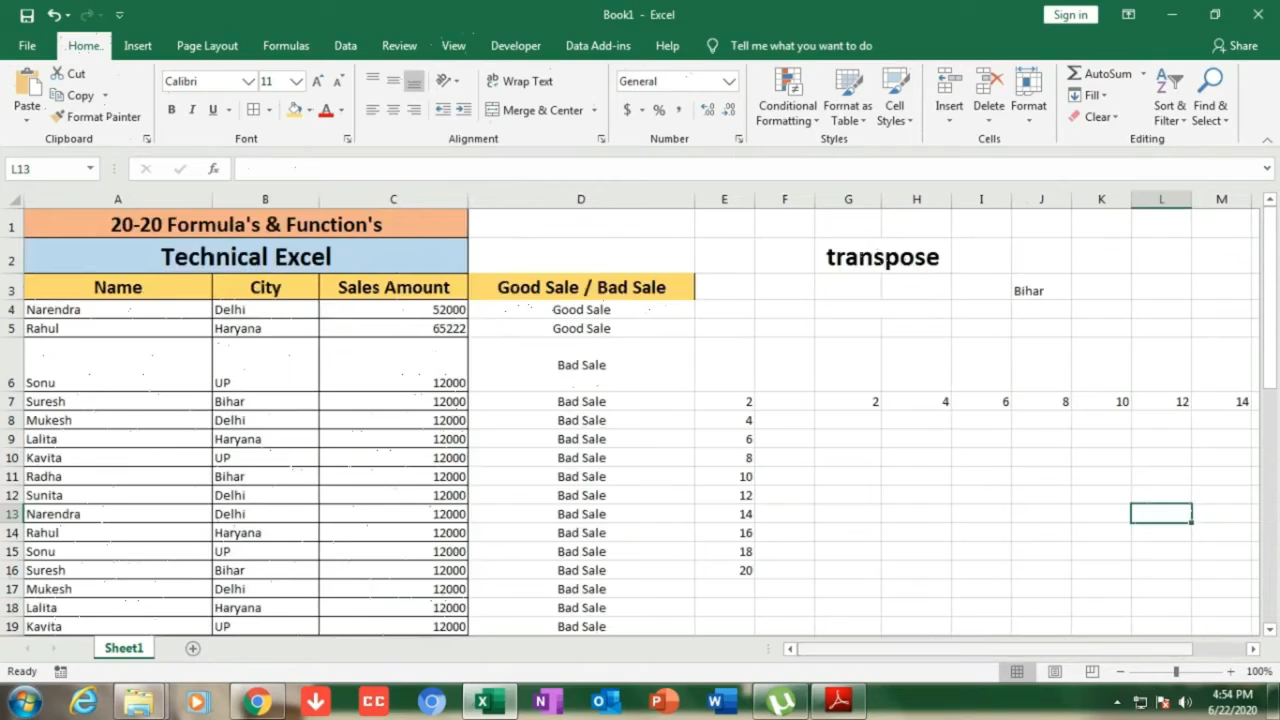 Book1 - Excel
Sign in
File Home Insert Page Layout Formulas Data Review View Developer Data Add-ins Help Tell me what you want to do Share
Paste
Cut
Copy
Format Painter
Clipboard
Calibri 11
B I U
Font
Wrap Text
Merge & Center
Alignment
General
$ % ,
Number
Conditional Formatting
Format as Table
Cell Styles
Styles
Insert Delete Format
Cells
AutoSum
Fill
Clear
Sort & Filter
Find & Select
Editing
L13 fx
A B C D E F G H I J K L M
1 20-20 Formula's & Function's
2 Technical Excel transpose
3 Name City Sales Amount Good Sale / Bad Sale Bihar
4 Narendra Delhi 52000 Good Sale
5 Rahul Haryana 65222 Good Sale
6 Sonu UP 12000 Bad Sale
7 Suresh Bihar 12000 Bad Sale 2 2 4 6 8 10 12 14
8 Mukesh Delhi 12000 Bad Sale 4
9 Lalita Haryana 12000 Bad Sale 6
10 Kavita UP 12000 Bad Sale 8
11 Radha Bihar 12000 Bad Sale 10
12 Sunita Delhi 12000 Bad Sale 12
13 Narendra Delhi 12000 Bad Sale 14
14 Rahul Haryana 12000 Bad Sale 16
15 Sonu UP 12000 Bad Sale 18
16 Suresh Bihar 12000 Bad Sale 20
17 Mukesh Delhi 12000 Bad Sale
18 Lalita Haryana 12000 Bad Sale
19 Kavita UP 12000 Bad Sale
Sheet1
Ready 100%
CC
4:54 PM
6/22/2020